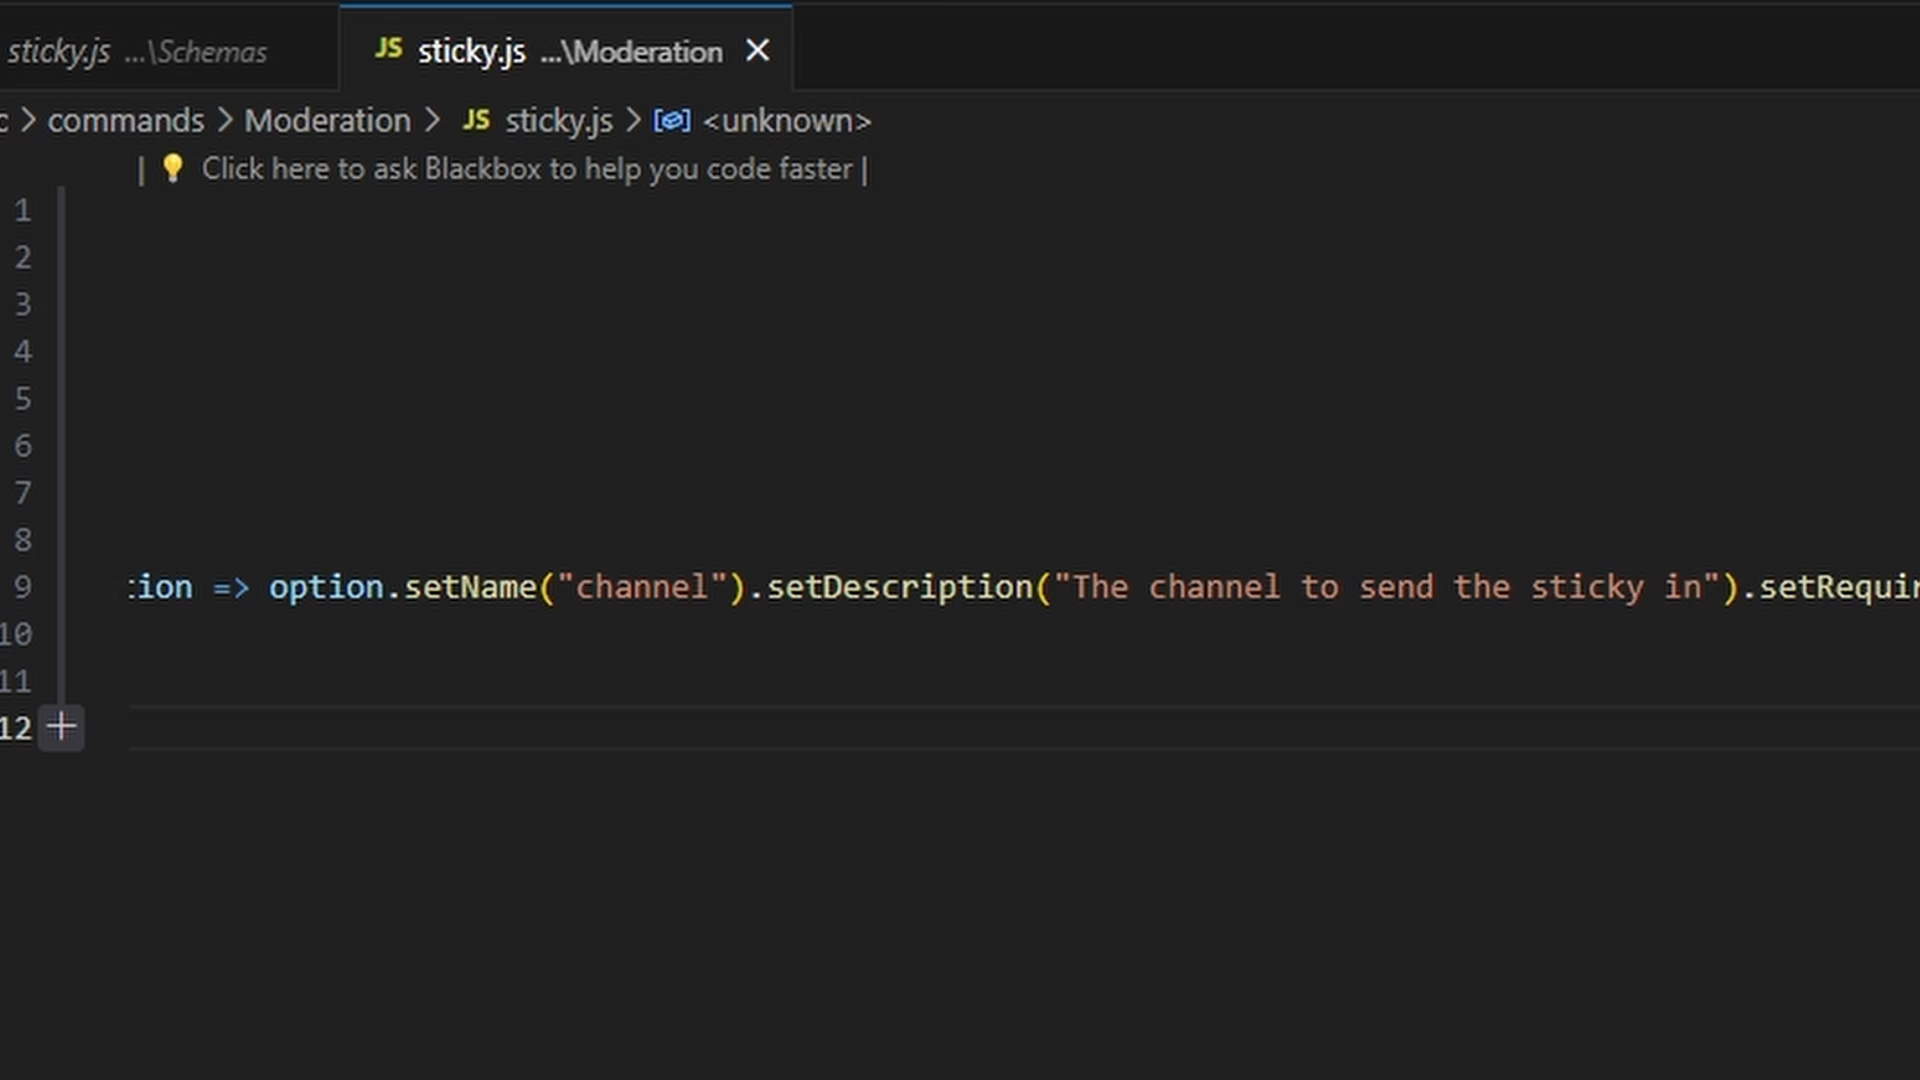 sticky.js ...\Schemas
JS sticky.js ...\Moderation
c > commands > Moderation > JS sticky.js > <unknown>
| Click here to ask Blackbox to help you code faster |
1
2
3
4
5
6
7
8
9 tion => option.setName("channel").setDescription("The channel to send the sticky in").setRequir
10
11
12